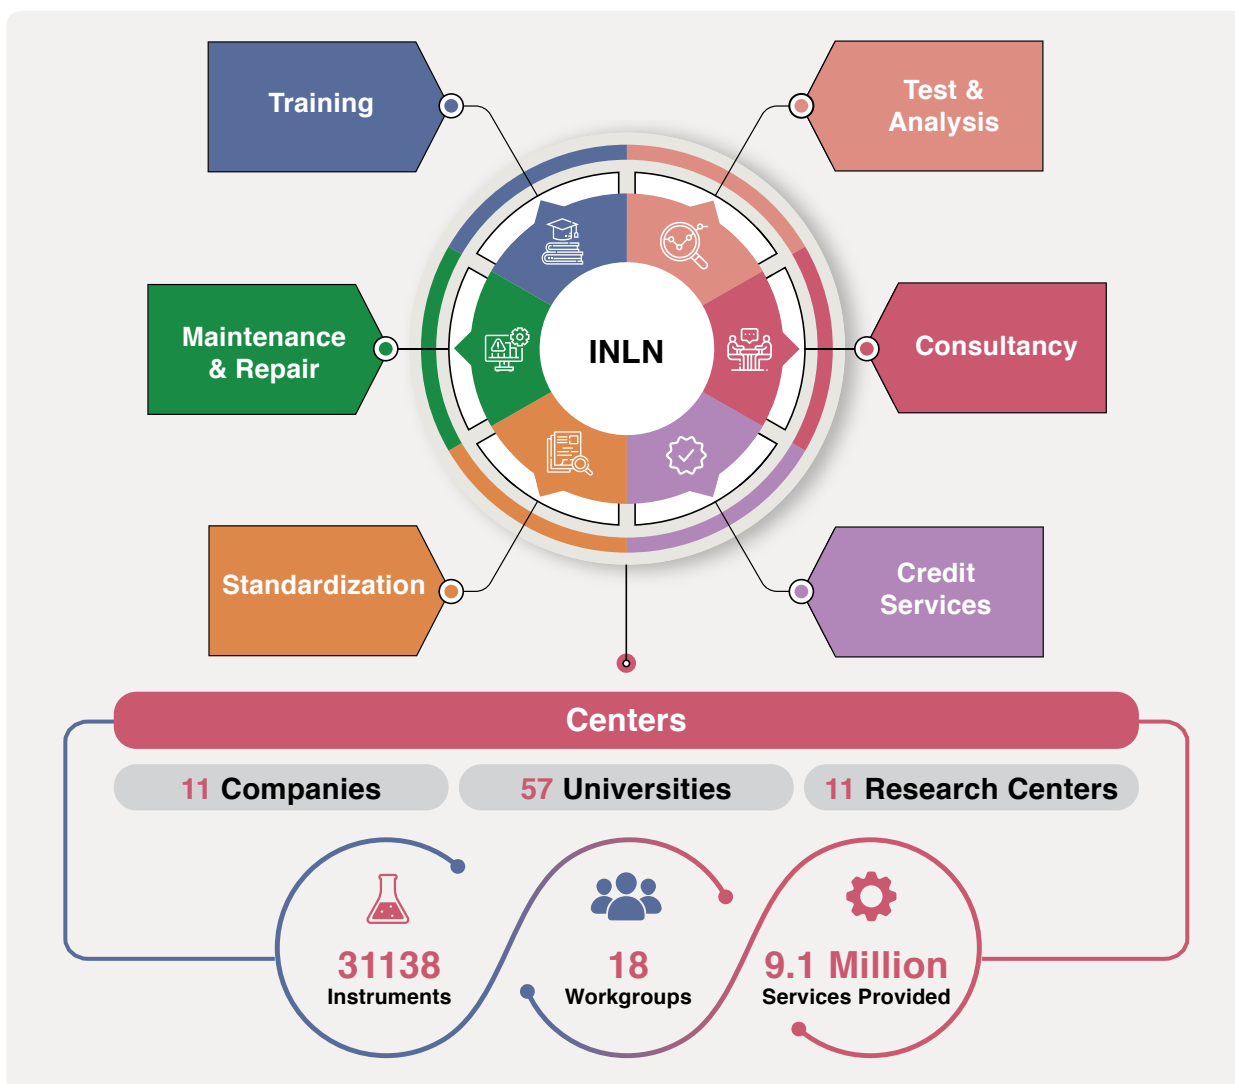 Training
Test &
Analysis
Maintenance
& Repair
INLN
Consultancy
Standardization
Credit
Services
Centers
11 Companies
57 Universities
11 Research Centers
31138
Instruments
18
Workgroups
9.1 Million
Services Provided